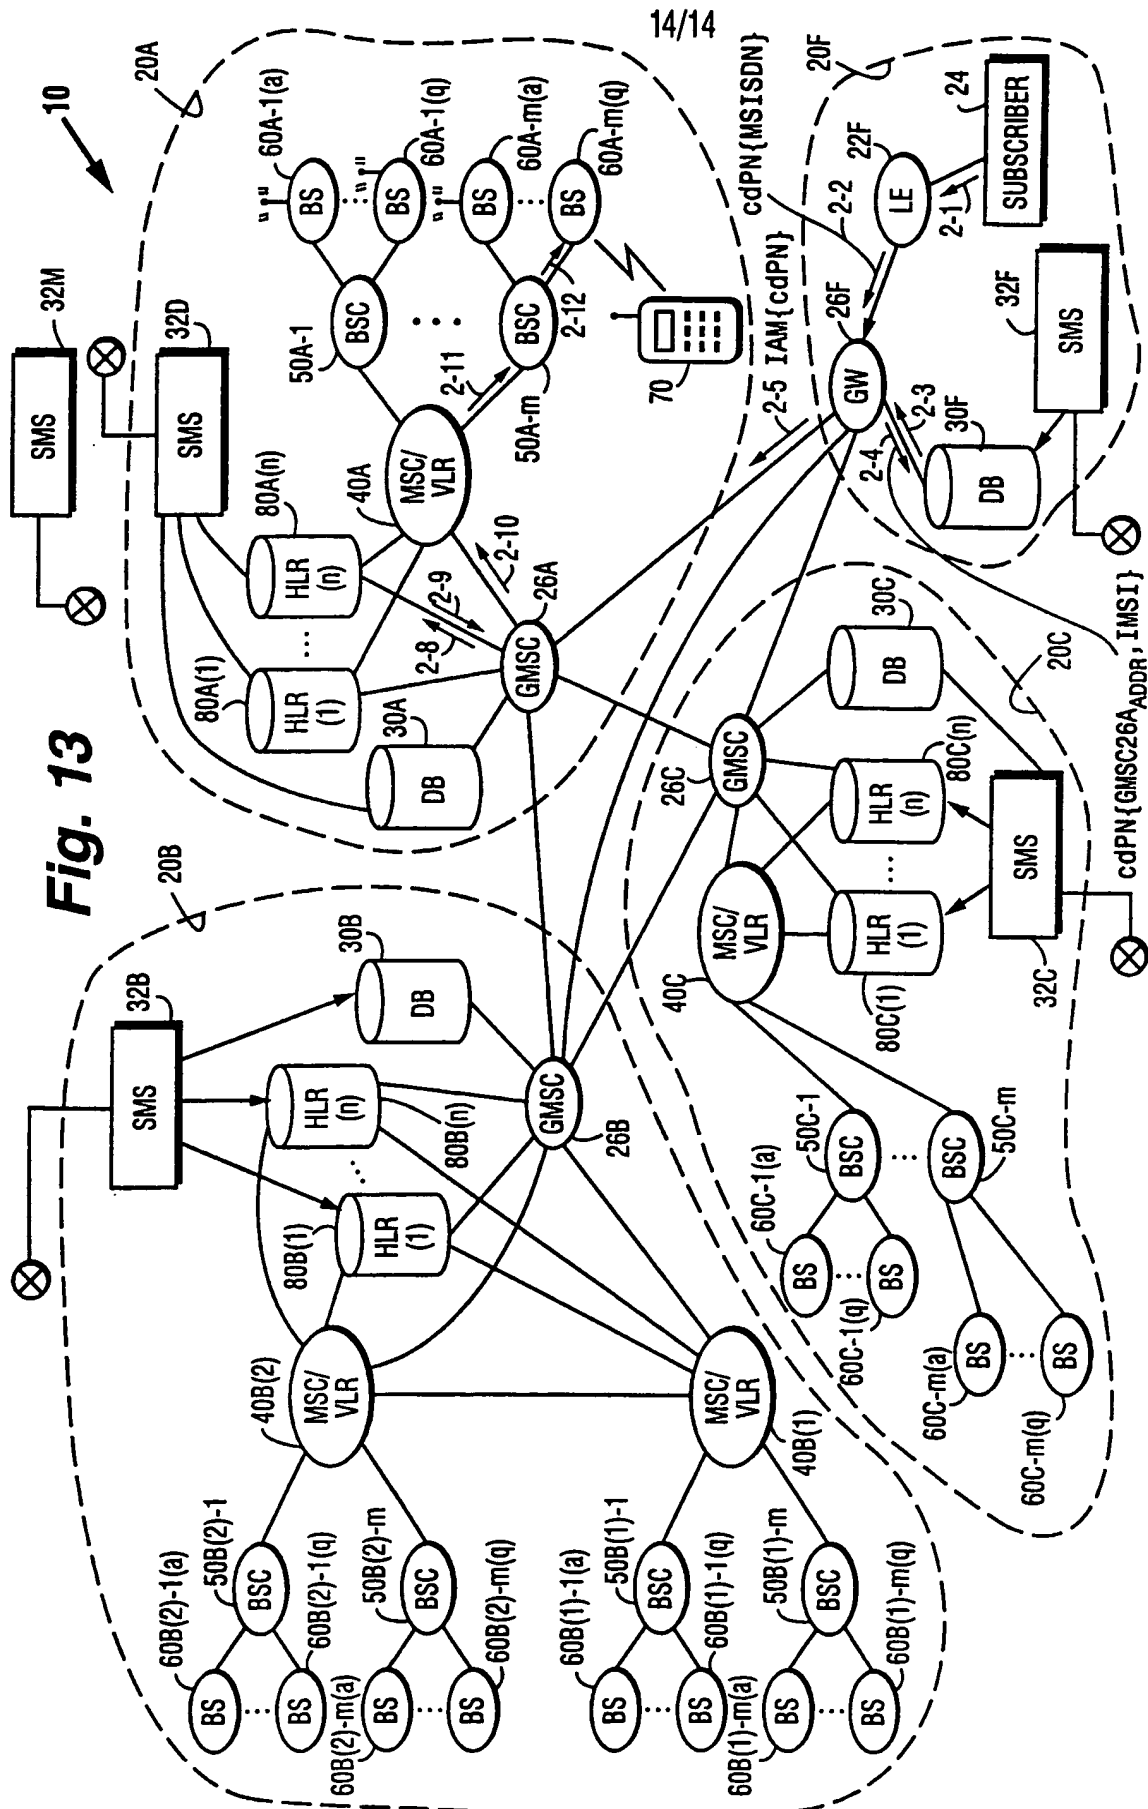 14/14
Fig. 13
10
20A
32M
SMS
32D
SMS
80A(1)
HLR
(1)
80A(n)
HLR
(n)
30A
DB
2-8
2-9
GMSC
26A
2-10
40A
MSC/
VLR
50A-1
BSC
2-11
BSC
50A-m
2-12
60A-1(a)
BS
BS
60A-1(q)
BS
60A-m(a)
BS
60A-m(q)
70
20B
32B
SMS
30B
DB
HLR
(n)
80B(n)
80B(1)
HLR
(1)
GMSC
26B
40B(2)
MSC/
VLR
MSC/
VLR
40B(1)
60B(2)-1(a)
BS
50B(2)-1
BSC
BS
60B(2)-1(q)
50B(2)-m
BSC
BS
60B(2)-m(a)
BS
60B(2)-m(q)
60B(1)-1(a)
BS
50B(1)-1
BSC
BS
60B(1)-1(q)
50B(1)-m
BSC
BS
60B(1)-m(a)
BS
60B(1)-m(q)
20C
26C
GMSC
30C
DB
40C
MSC/
VLR
80C(1)
HLR
(1)
80C(n)
HLR
(n)
32C
SMS
50C-1
BSC
BSC
50C-m
60C-1(a)
BS
BS
60C-1(q)
60C-m(a)
BS
BS
60C-m(q)
20F
cdPN{MSISDN}
2-5 IAM{cdPN}
2-2
22F
LE
24
SUBSCRIBER
2-1
26F
GW
2-4
2-3
30F
DB
32F
SMS
cdPN{GMSC26A_ADDR,IMSI}